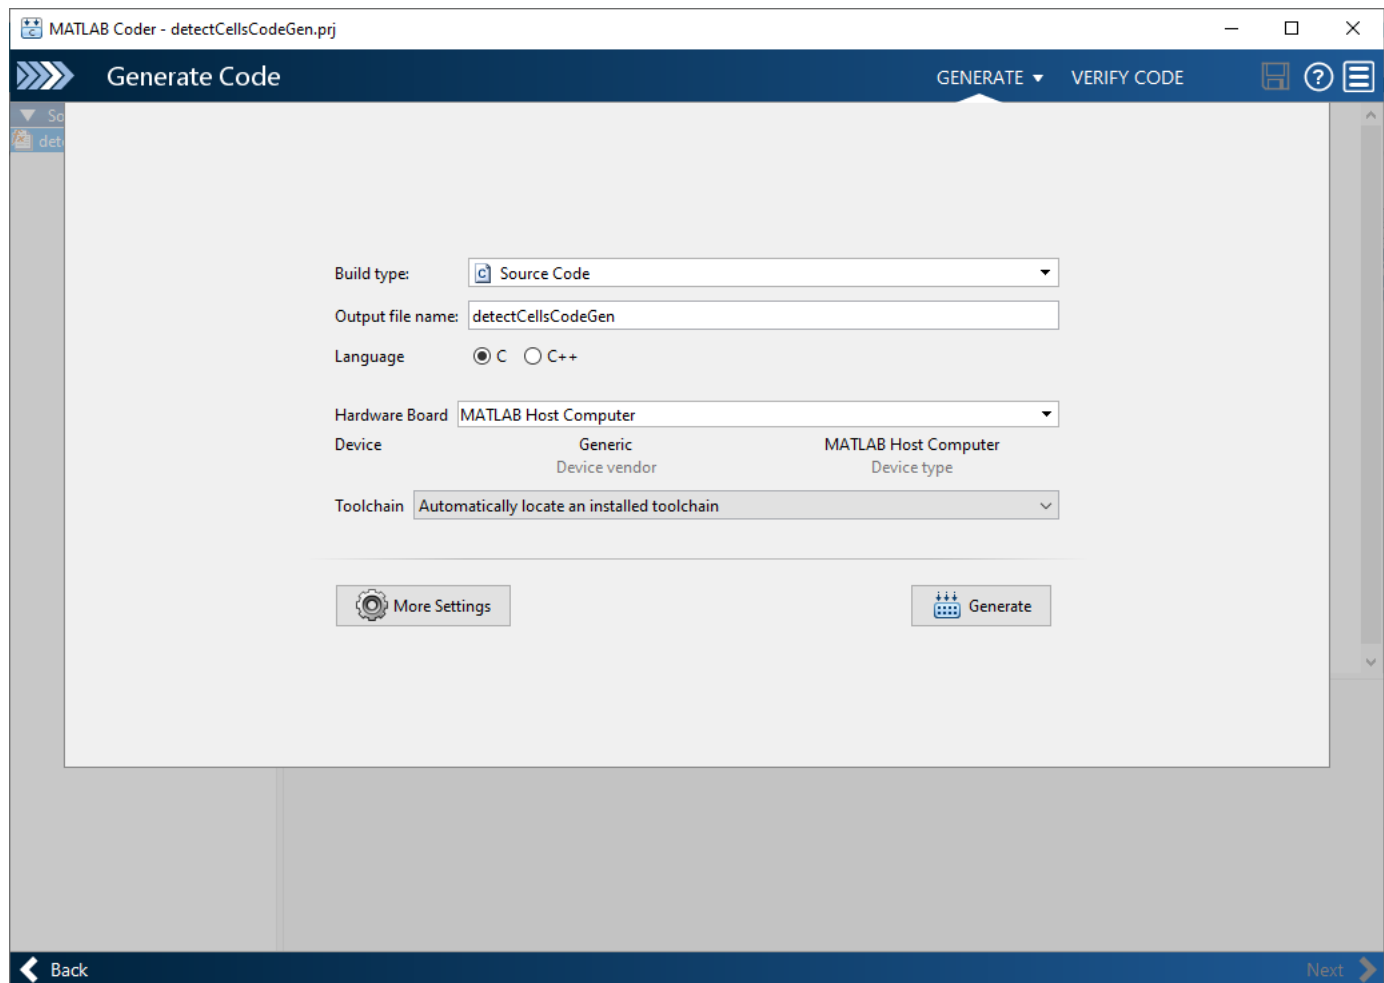 MATLAB Coder - detectCellsCodeGen.prj
Generate Code
GENERATE
VERIFY CODE
So
det
Build type:
Source Code
Output file name:
detectCellsCodeGen
Language
C
C++
Hardware Board
MATLAB Host Computer
Device
Generic
MATLAB Host Computer
Device vendor
Device type
Toolchain
Automatically locate an installed toolchain
More Settings
Generate
Back
Next